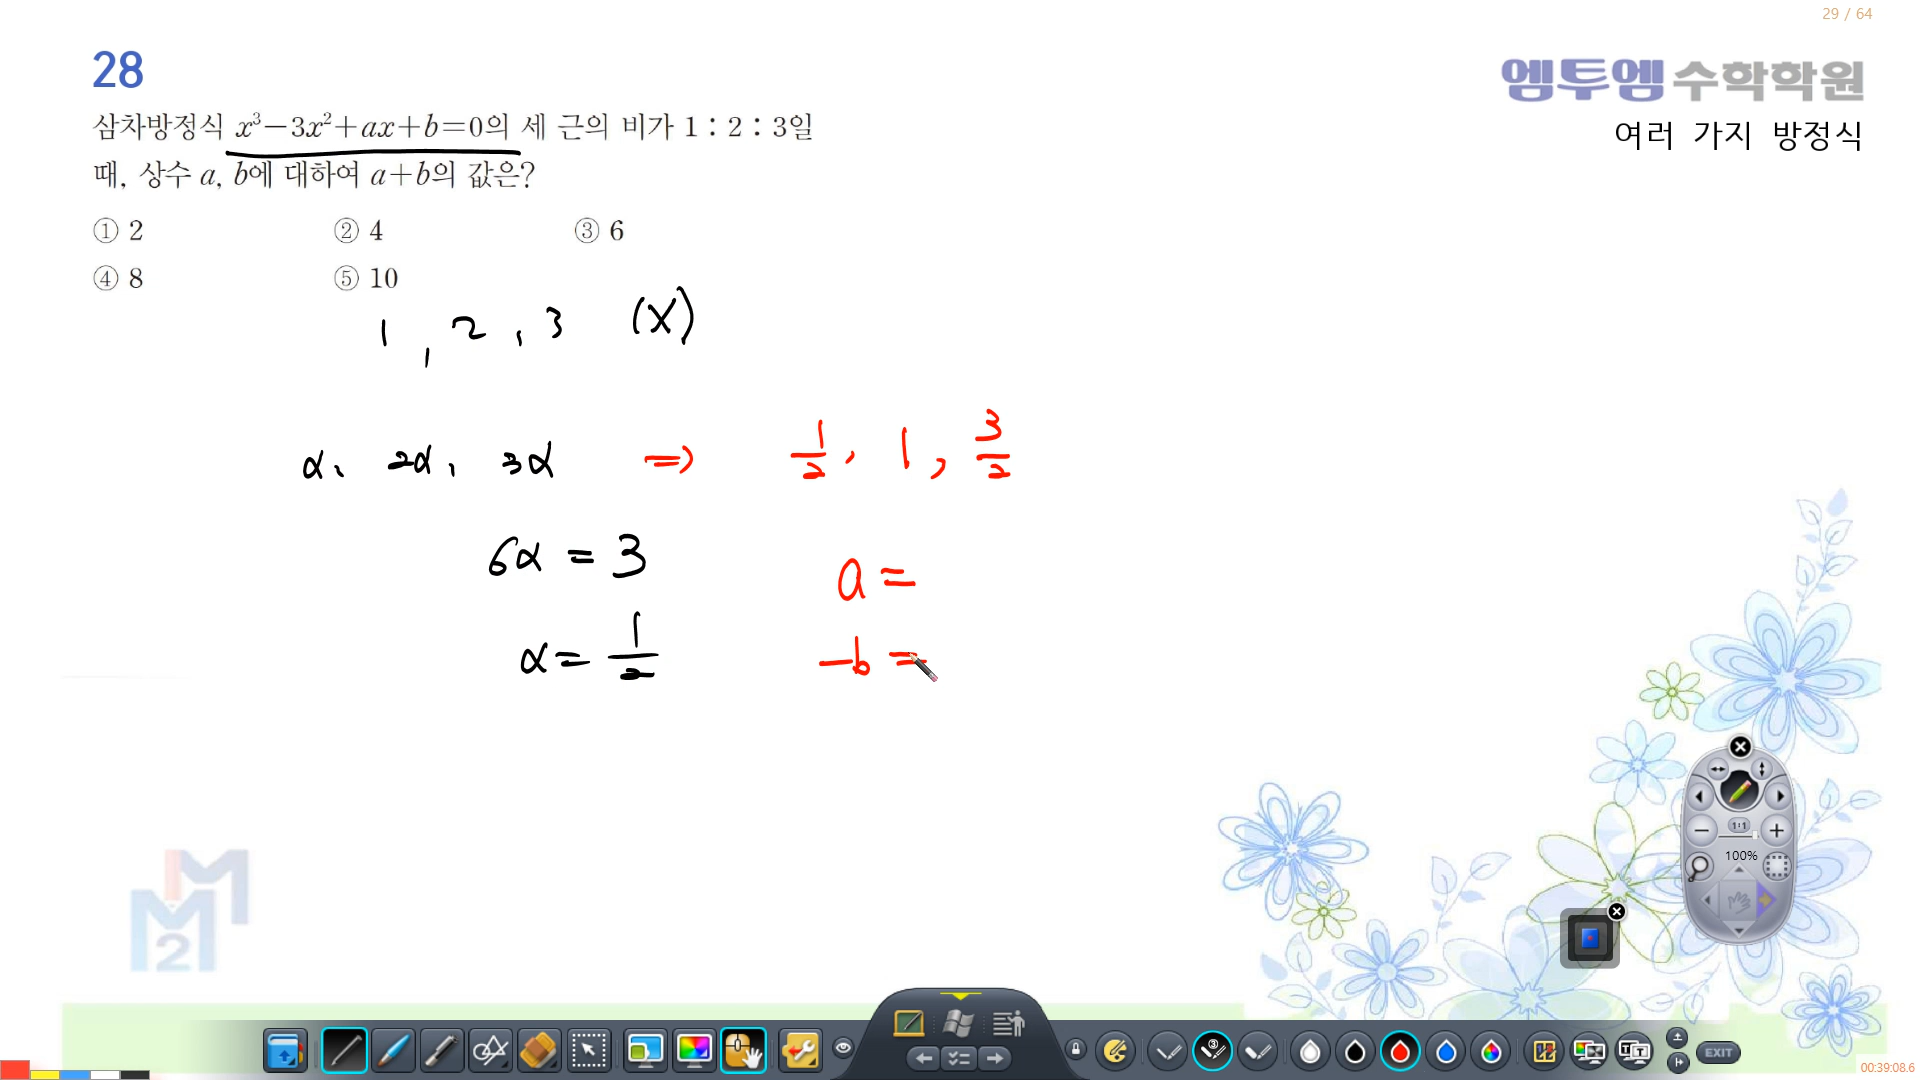 29 / 64
28
엠투엠수학학원
여러 가지 방정식
삼차방정식 x³−3x²+ax+b=0의 세 근의 비가 1 : 2 : 3일
때, 상수 a, b에 대하여 a+b의 값은?
① 2 ② 4 ③ 6
④ 8 ⑤ 10
1 , 2 , 3 (X)
α, 2α, 3α ⇒ 1/2, 1, 3/2
6α = 3
a =
α = 1/2
−b =
1:1
100%
M M 2
EXIT
00:39:08.6